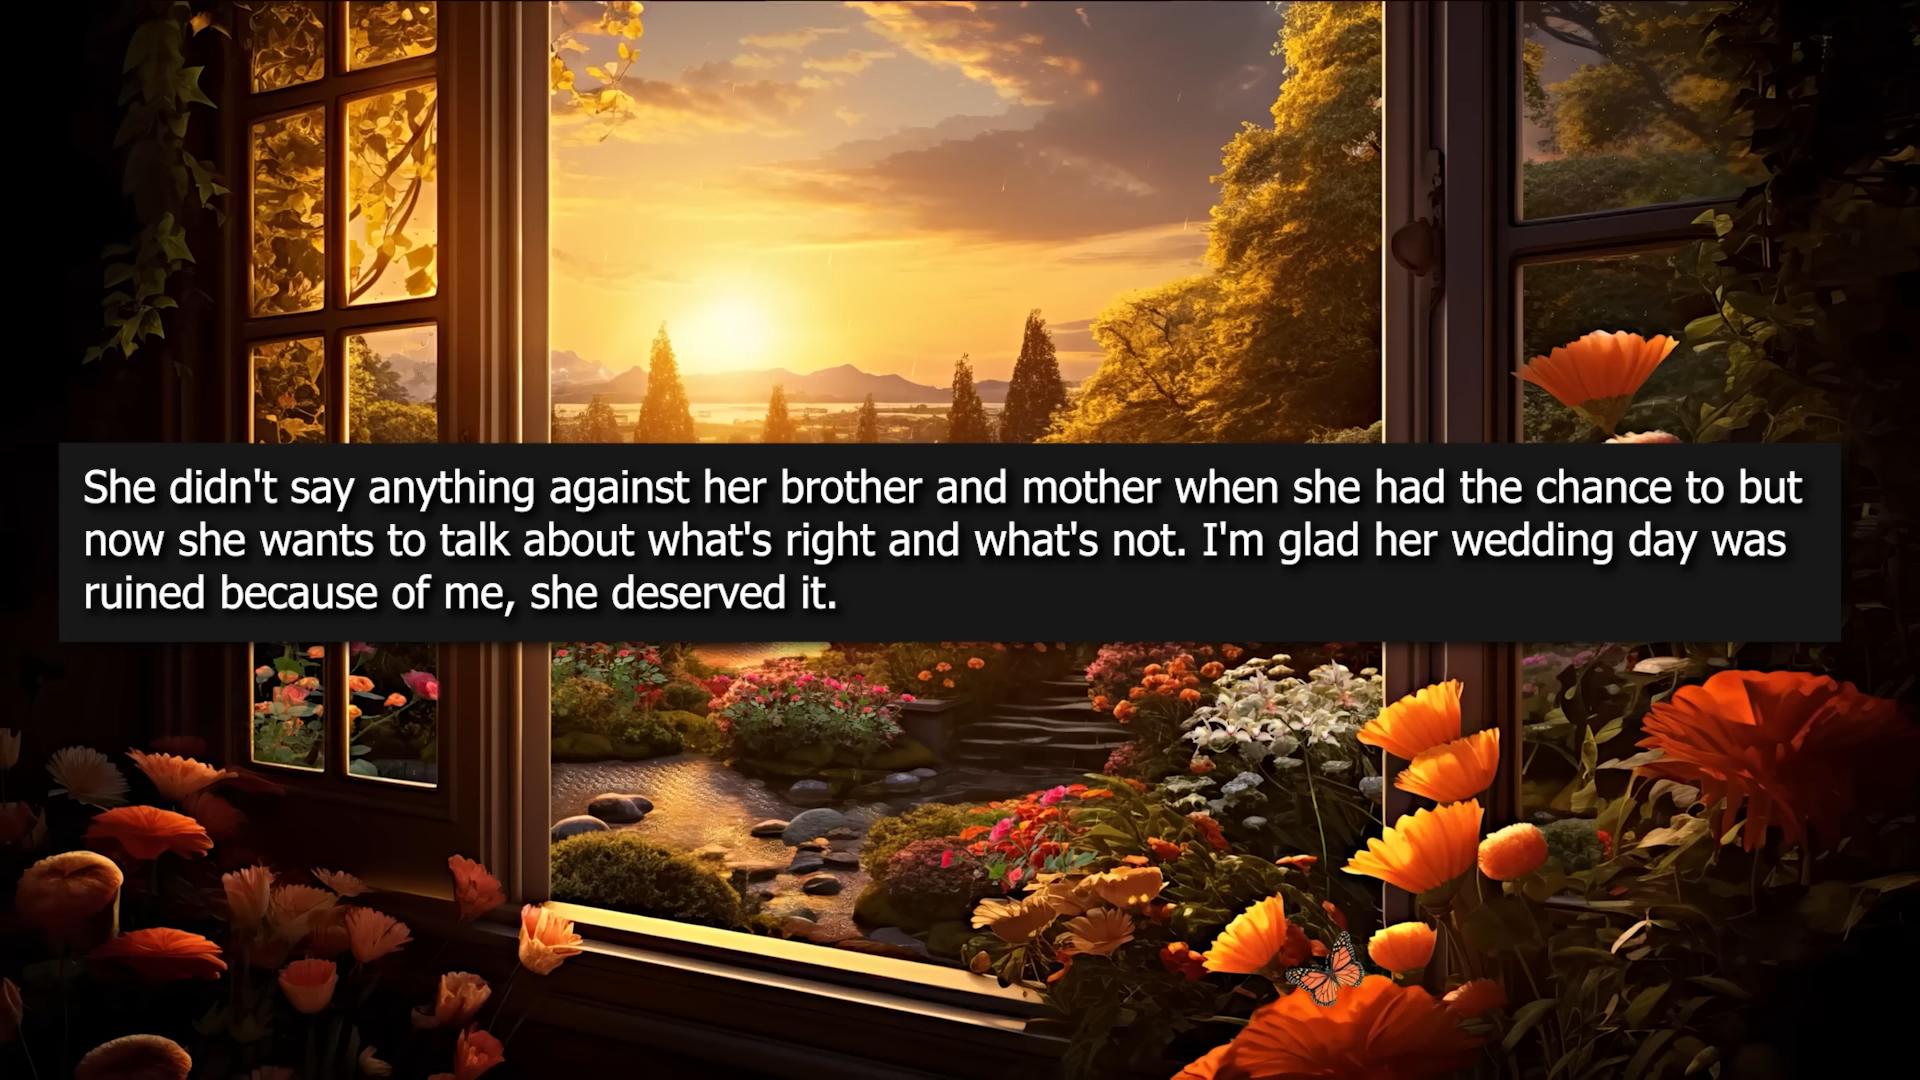 She didn't say anything against her brother and mother when she had the chance to but
now she wants to talk about what's right and what's not. I'm glad her wedding day was
ruined because of me, she deserved it.